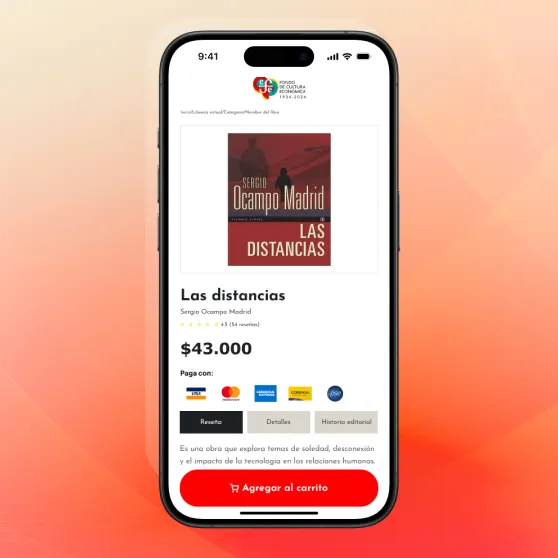 9:41
FONDO
DE CULTURA
ECONÓMICA
1934-2024
Inicio/Librería virtual/Categoría/Nombre del libro
SERGIO
Ocampo Madrid
LAS
DISTANCIAS
Las distancias
Sergio Ocampo Madrid
4.5 (54 reseñas)
$43.000
Paga con:
VISA
AMERICAN EXPRESS
CODENSA
Reseña Detalles Historia editorial
Es una obra que explora temas de soledad, desconexión
y el impacto de la tecnología en las relaciones humanas.
Agregar al carrito